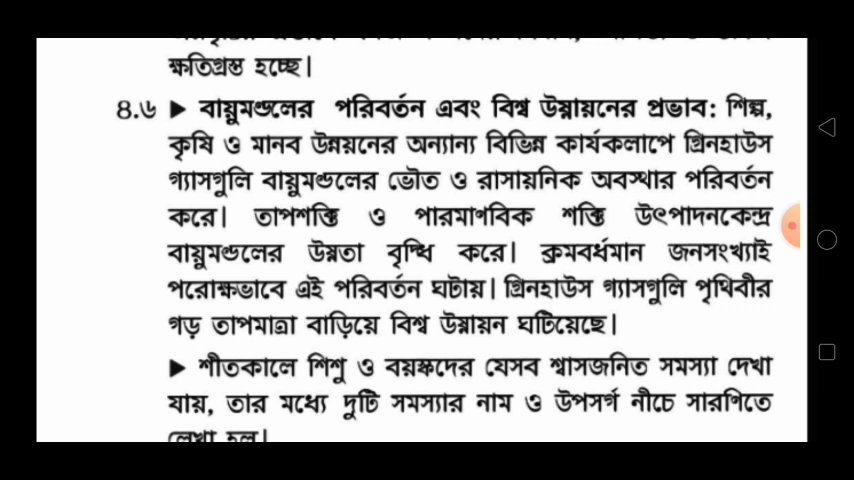 ক্ষতিগ্রস্ত হচ্ছে।
৪.৬ ▶ বায়ুমণ্ডলের পরিবর্তন এবং বিশ্ব উষ্ণায়নের প্রভাব: শিল্প,
কৃষি ও মানব উন্নয়নের অন্যান্য বিভিন্ন কার্যকলাপে গ্রিনহাউস
গ্যাসগুলি বায়ুমণ্ডলের ভৌত ও রাসায়নিক অবস্থার পরিবর্তন
করে। তাপশক্তি ও পারমাণবিক শক্তি উৎপাদনকেন্দ্র
বায়ুমণ্ডলের উষ্ণতা বৃদ্ধি করে। ক্রমবর্ধমান জনসংখ্যাই
পরোক্ষভাবে এই পরিবর্তন ঘটায়। গ্রিনহাউস গ্যাসগুলি পৃথিবীর
গড় তাপমাত্রা বাড়িয়ে বিশ্ব উষ্ণায়ন ঘটিয়েছে।
▶ শীতকালে শিশু ও বয়স্কদের যেসব শ্বাসজনিত সমস্যা দেখা
যায়, তার মধ্যে দুটি সমস্যার নাম ও উপসর্গ নীচে সারণিতে
লেখা হল।